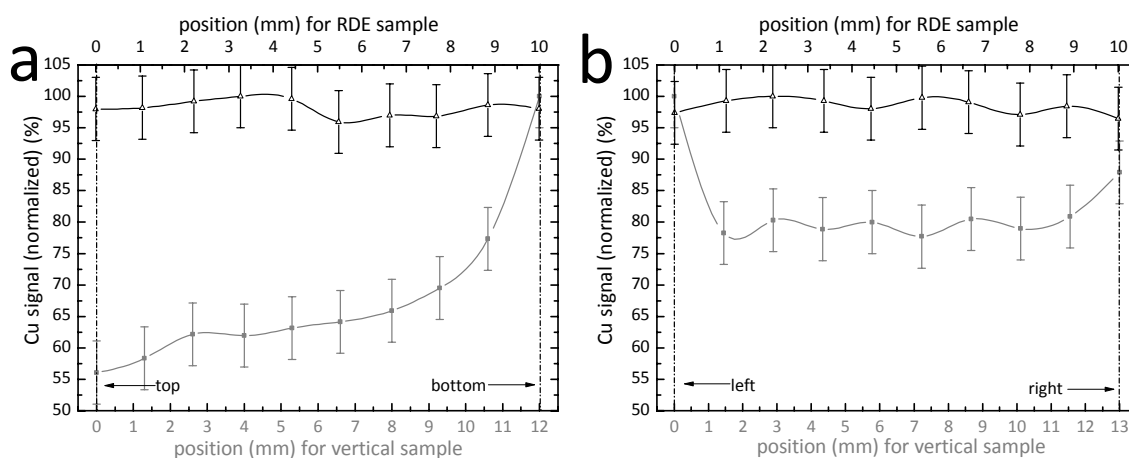 position (mm) for RDE sample
0 1 2 3 4 5 6 7 8 9 10
a
105
100
95
90
85
80
75
70
65
60
55
50
Cu signal (normalized) (%)
top
bottom
0 1 2 3 4 5 6 7 8 9 10 11 12
position (mm) for vertical sample
position (mm) for RDE sample
0 1 2 3 4 5 6 7 8 9 10
b
105
100
95
90
85
80
75
70
65
60
55
50
Cu signal (normalized) (%)
left
right
0 1 2 3 4 5 6 7 8 9 10 11 12 13
position (mm) for vertical sample